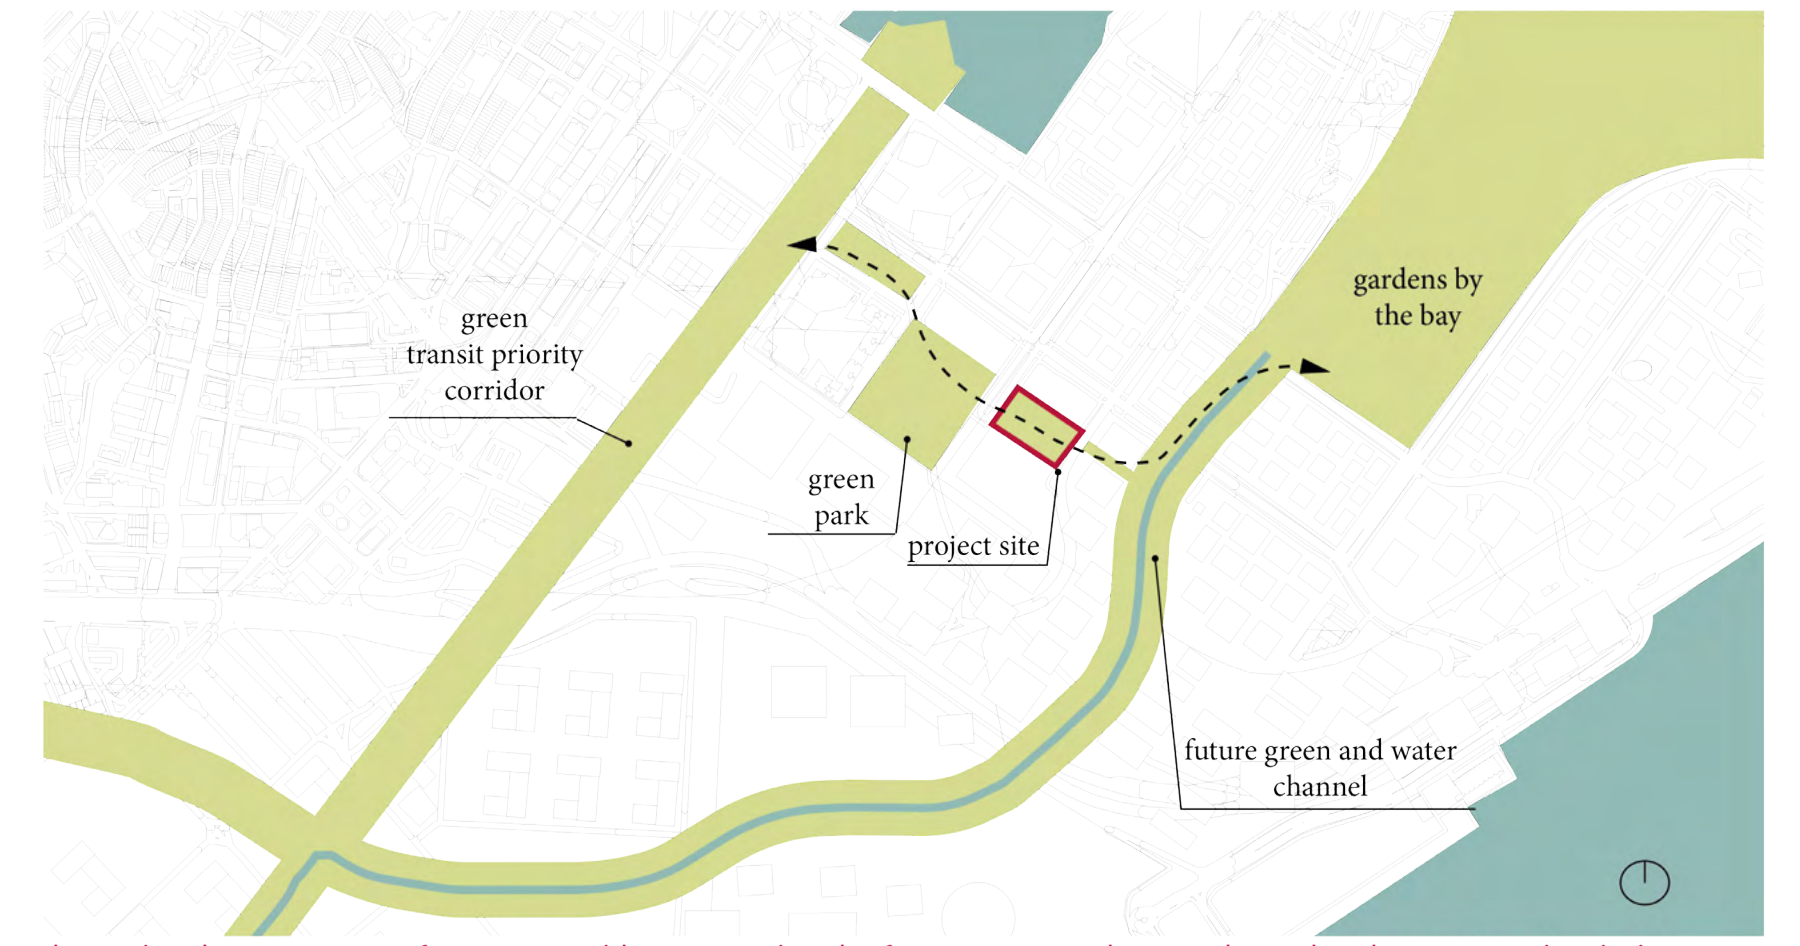 green
transit priority
corridor
gardens by
the bay
green
park
project site
future green and water
channel